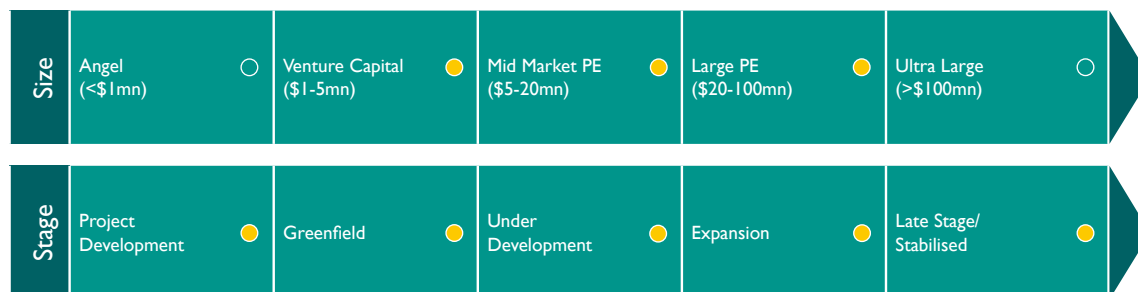 Size
Angel
(<$1mn)
Venture Capital
($1-5mn)
Mid Market PE
($5-20mn)
Large PE
($20-100mn)
Ultra Large
(>$100mn)
Stage
Project
Development
Greenfield
Under
Development
Expansion
Late Stage/
Stabilised